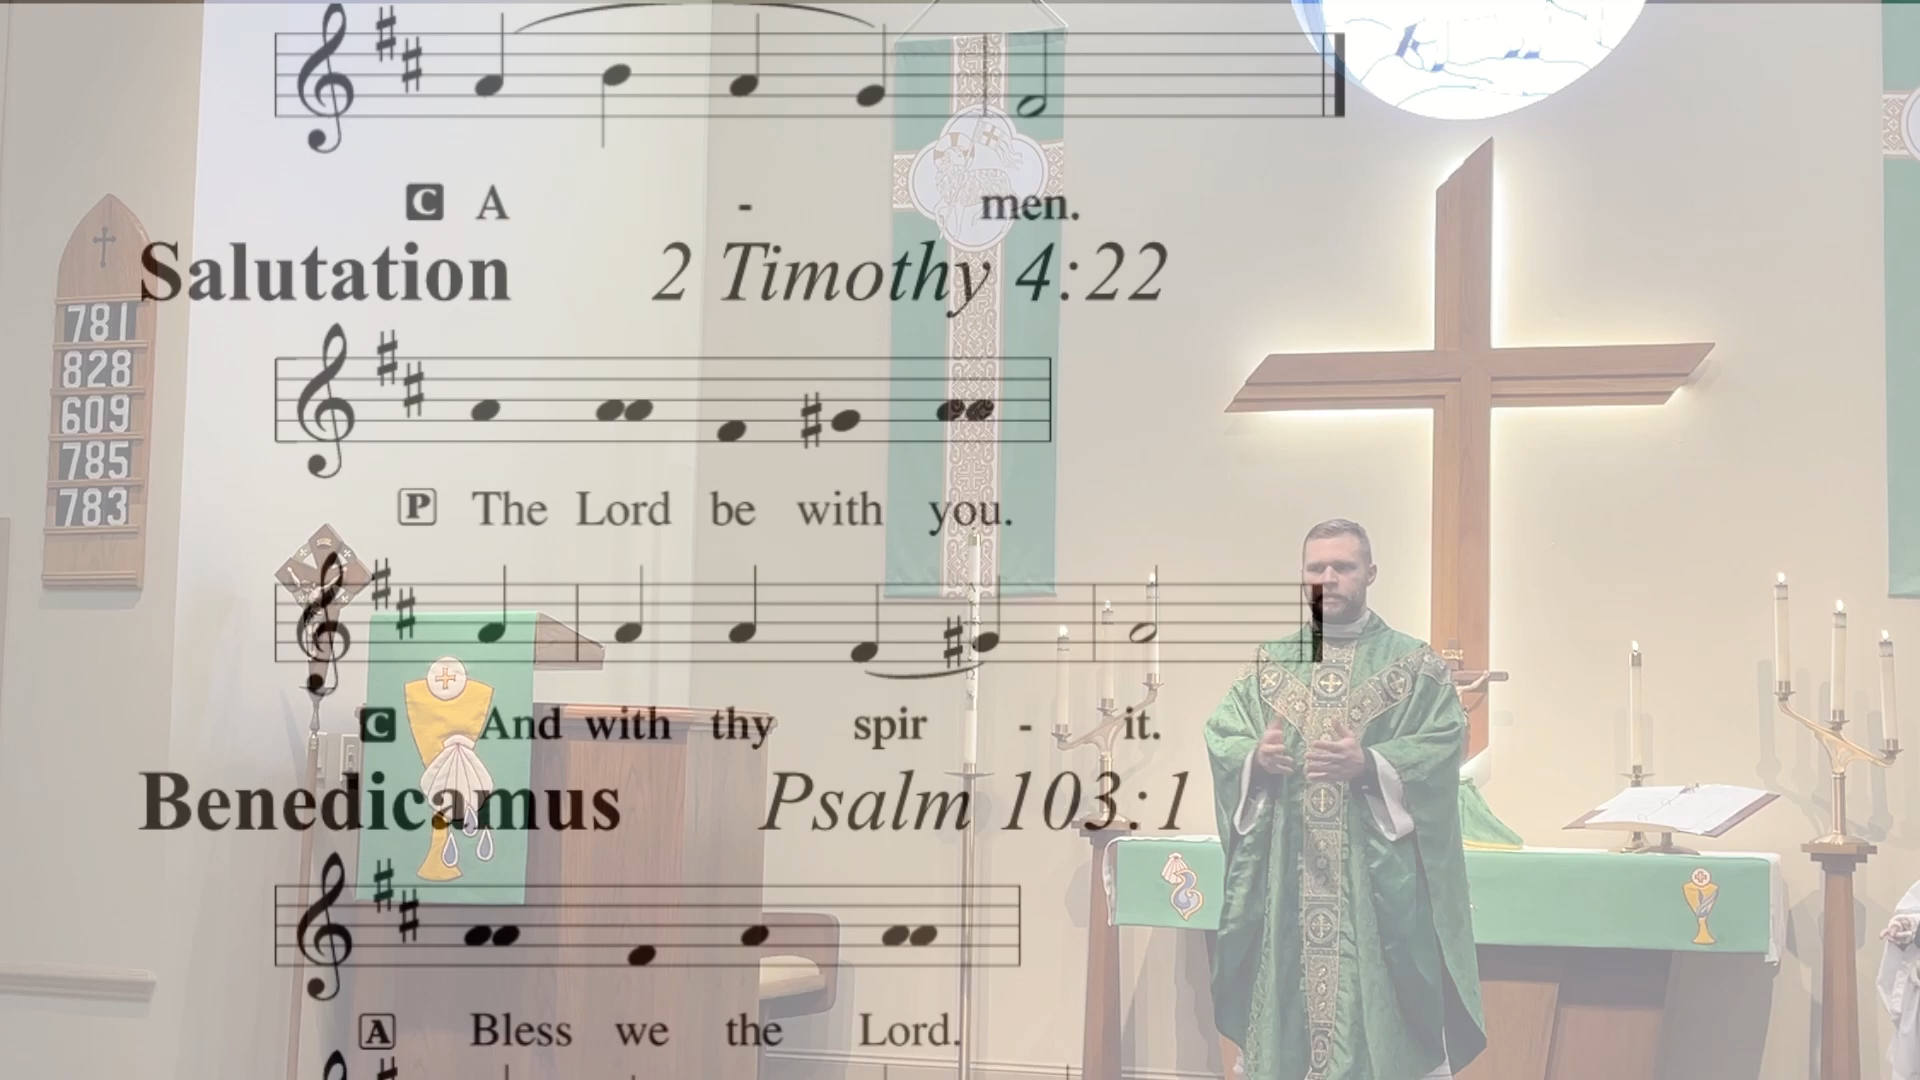 C A - men.
Salutation 2 Timothy 4:22
781
828
609
785
783
P The Lord be with you.
C And with thy spir - it.
Benedicamus Psalm 103:1
A Bless we the Lord.